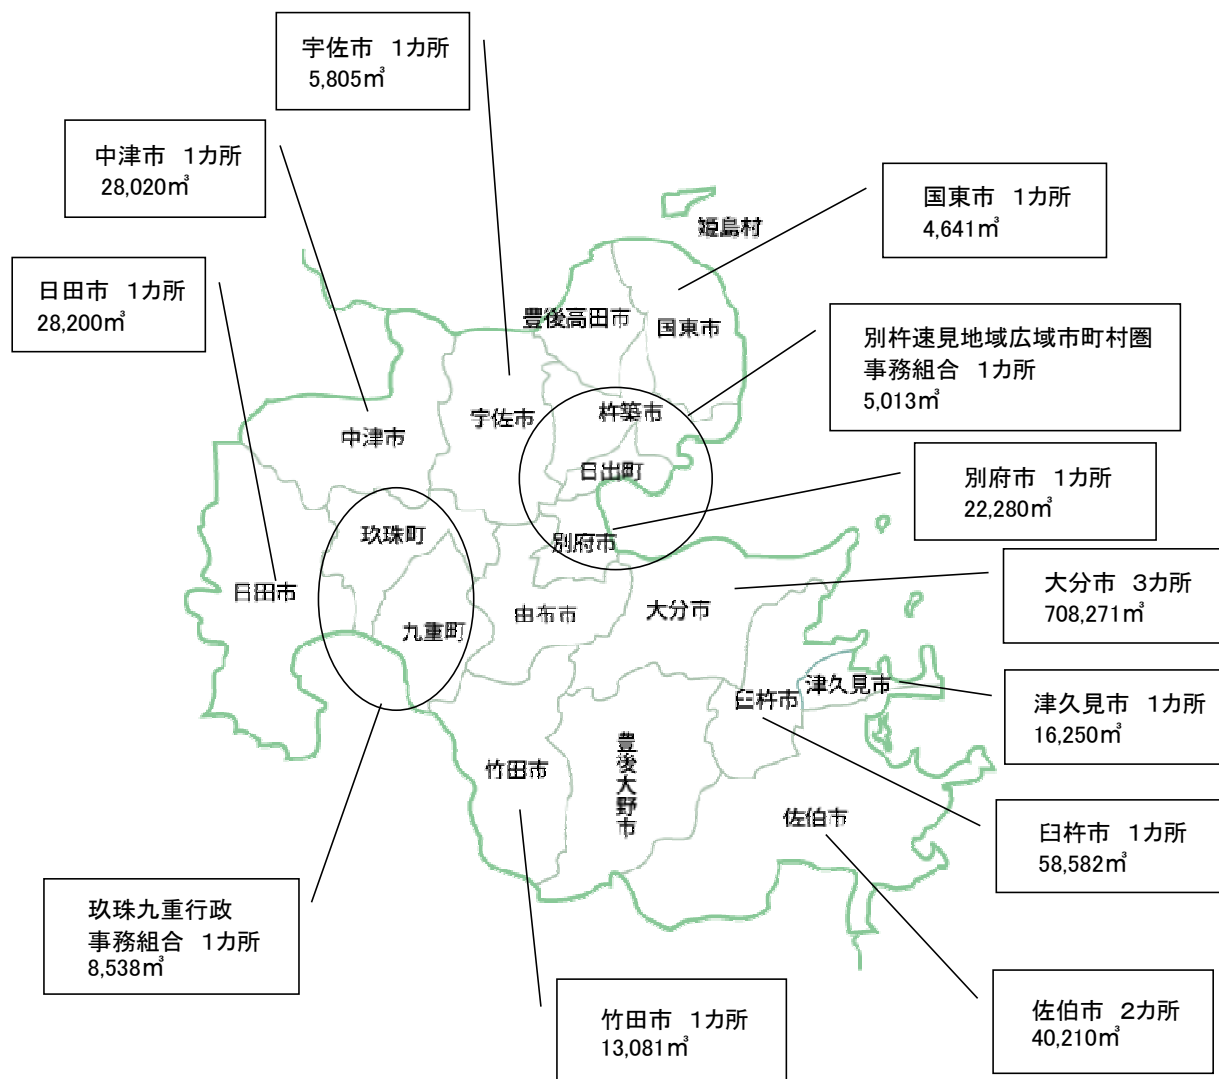 宇佐市　1カ所
5,805㎥
中津市　1カ所
28,020㎥
国東市　1カ所
4,641㎥
姫島村
日田市　1カ所
28,200㎥
豊後高田市
国東市
別杵速見地域広域市町村圏
事務組合　1カ所
5,013㎥
杵築市
宇佐市
中津市
日出町
別府市　1カ所
22,280㎥
玖珠町
別府市
大分市　3カ所
708,271㎥
日田市
由布市
大分市
九重町
津久見市
臼杵市
津久見市　1カ所
16,250㎥
竹田市
豊後大野市
佐伯市
臼杵市　1カ所
58,582㎥
玖珠九重行政
事務組合　1カ所
8,538㎥
竹田市　1カ所
13,081㎥
佐伯市　2カ所
40,210㎥